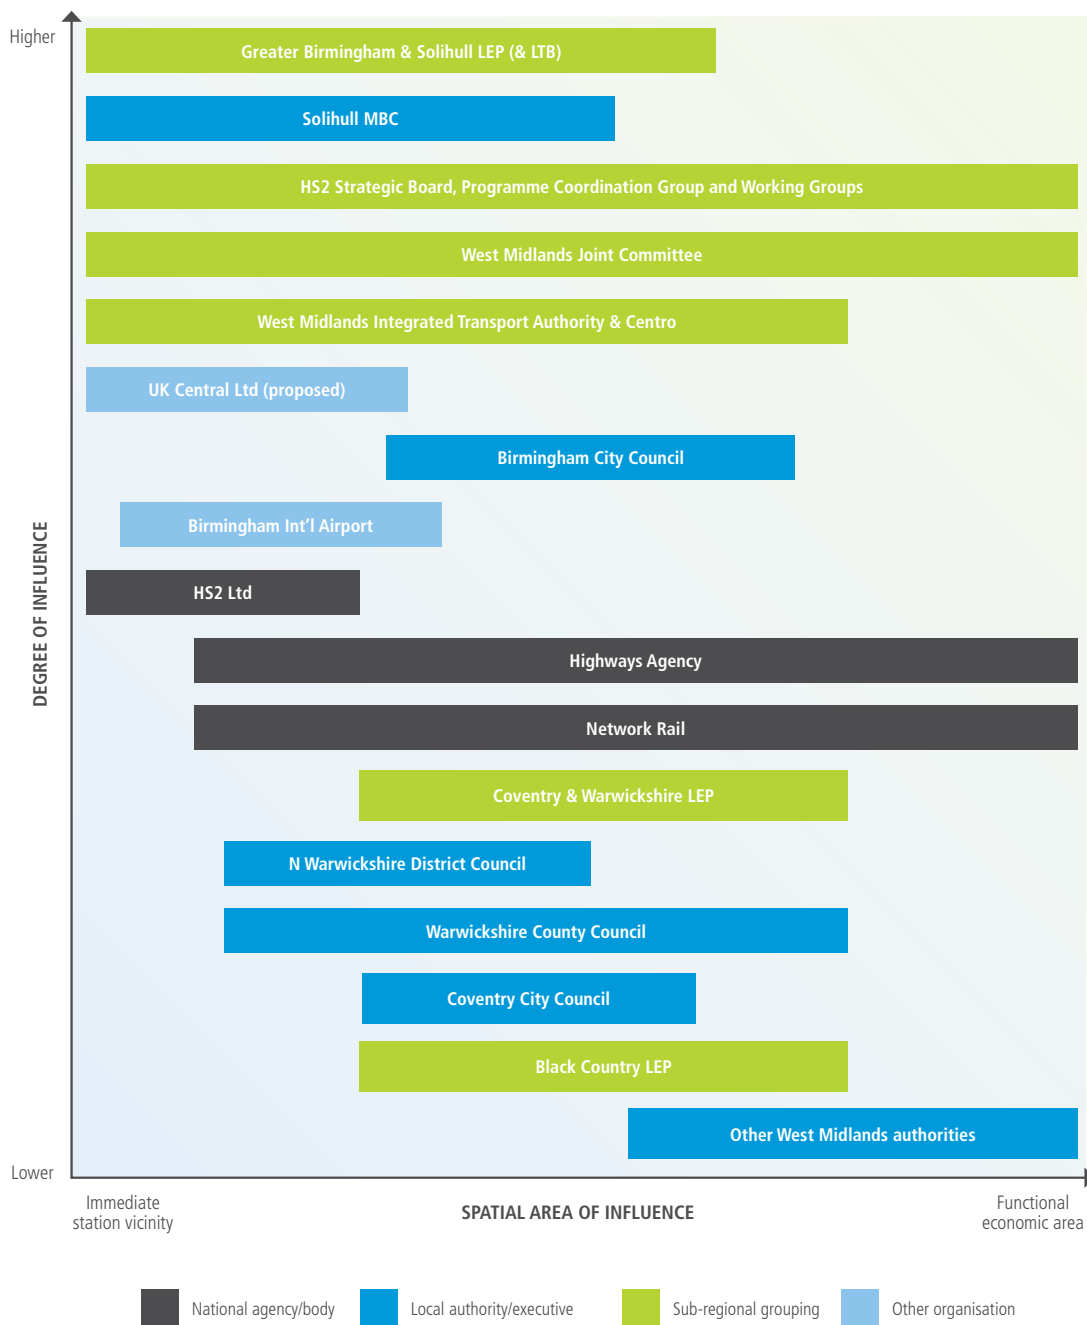 Higher
Greater Birmingham & Solihull LEP (& LTB)
Solihull MBC
HS2 Strategic Board, Programme Coordination Group and Working Groups
West Midlands Joint Committee
West Midlands Integrated Transport Authority & Centro
UK Central Ltd (proposed)
Birmingham City Council
Birmingham Int'l Airport
HS2 Ltd
DEGREE OF INFLUENCE
Highways Agency
Network Rail
Coventry & Warwickshire LEP
N Warwickshire District Council
Warwickshire County Council
Coventry City Council
Black Country LEP
Other West Midlands authorities
Lower
Immediate
station vicinity
SPATIAL AREA OF INFLUENCE
Functional
economic area
National agency/body
Local authority/executive
Sub-regional grouping
Other organisation